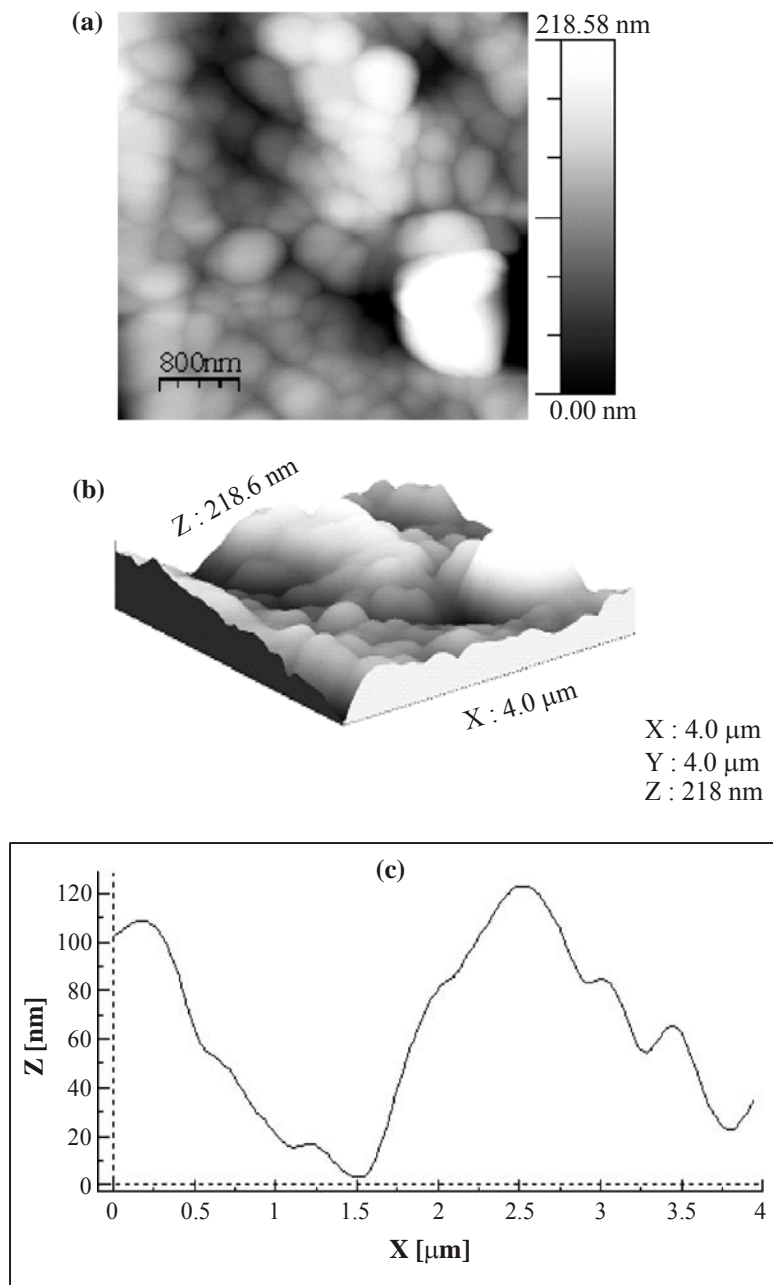 (a)
218.58 nm
800nm
0.00 nm
(b)
Z : 218.6 nm
X : 4.0 µm
X : 4.0 µm
Y : 4.0 µm
Z : 218 nm
(c)
120
100
80
60
40
20
0
Z [nm]
0 0.5 1 1.5 2 2.5 3 3.5 4
X [µm]